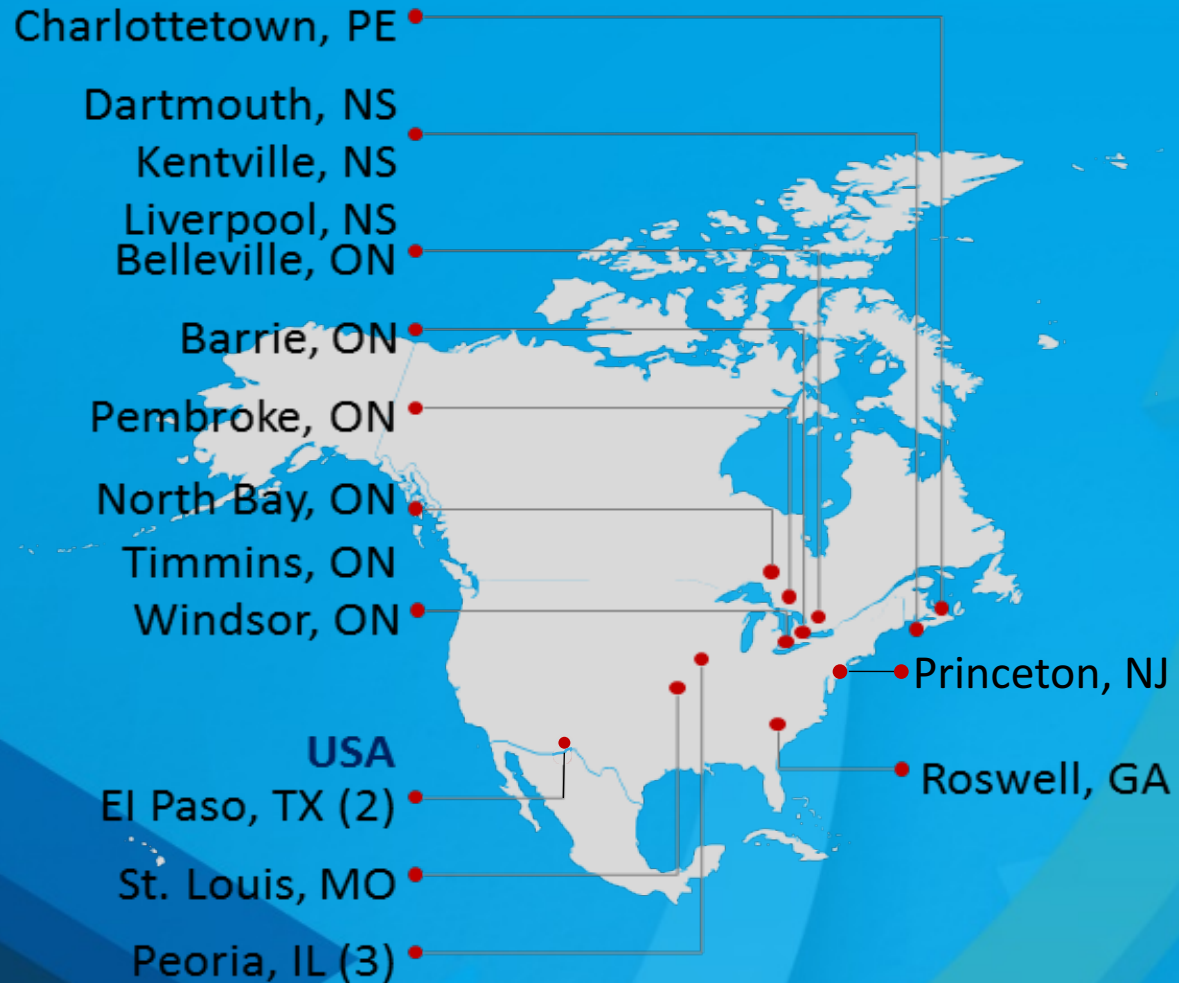 Charlottetown, PE
Dartmouth, NS
Kentville, NS
Liverpool, NS
Belleville, ON
Barrie, ON
Pembroke, ON
North Bay, ON
Timmins, ON
Windsor, ON
Princeton, NJ
USA
Roswell, GA
El Paso, TX (2)
St. Louis, MO
Peoria, IL (3)